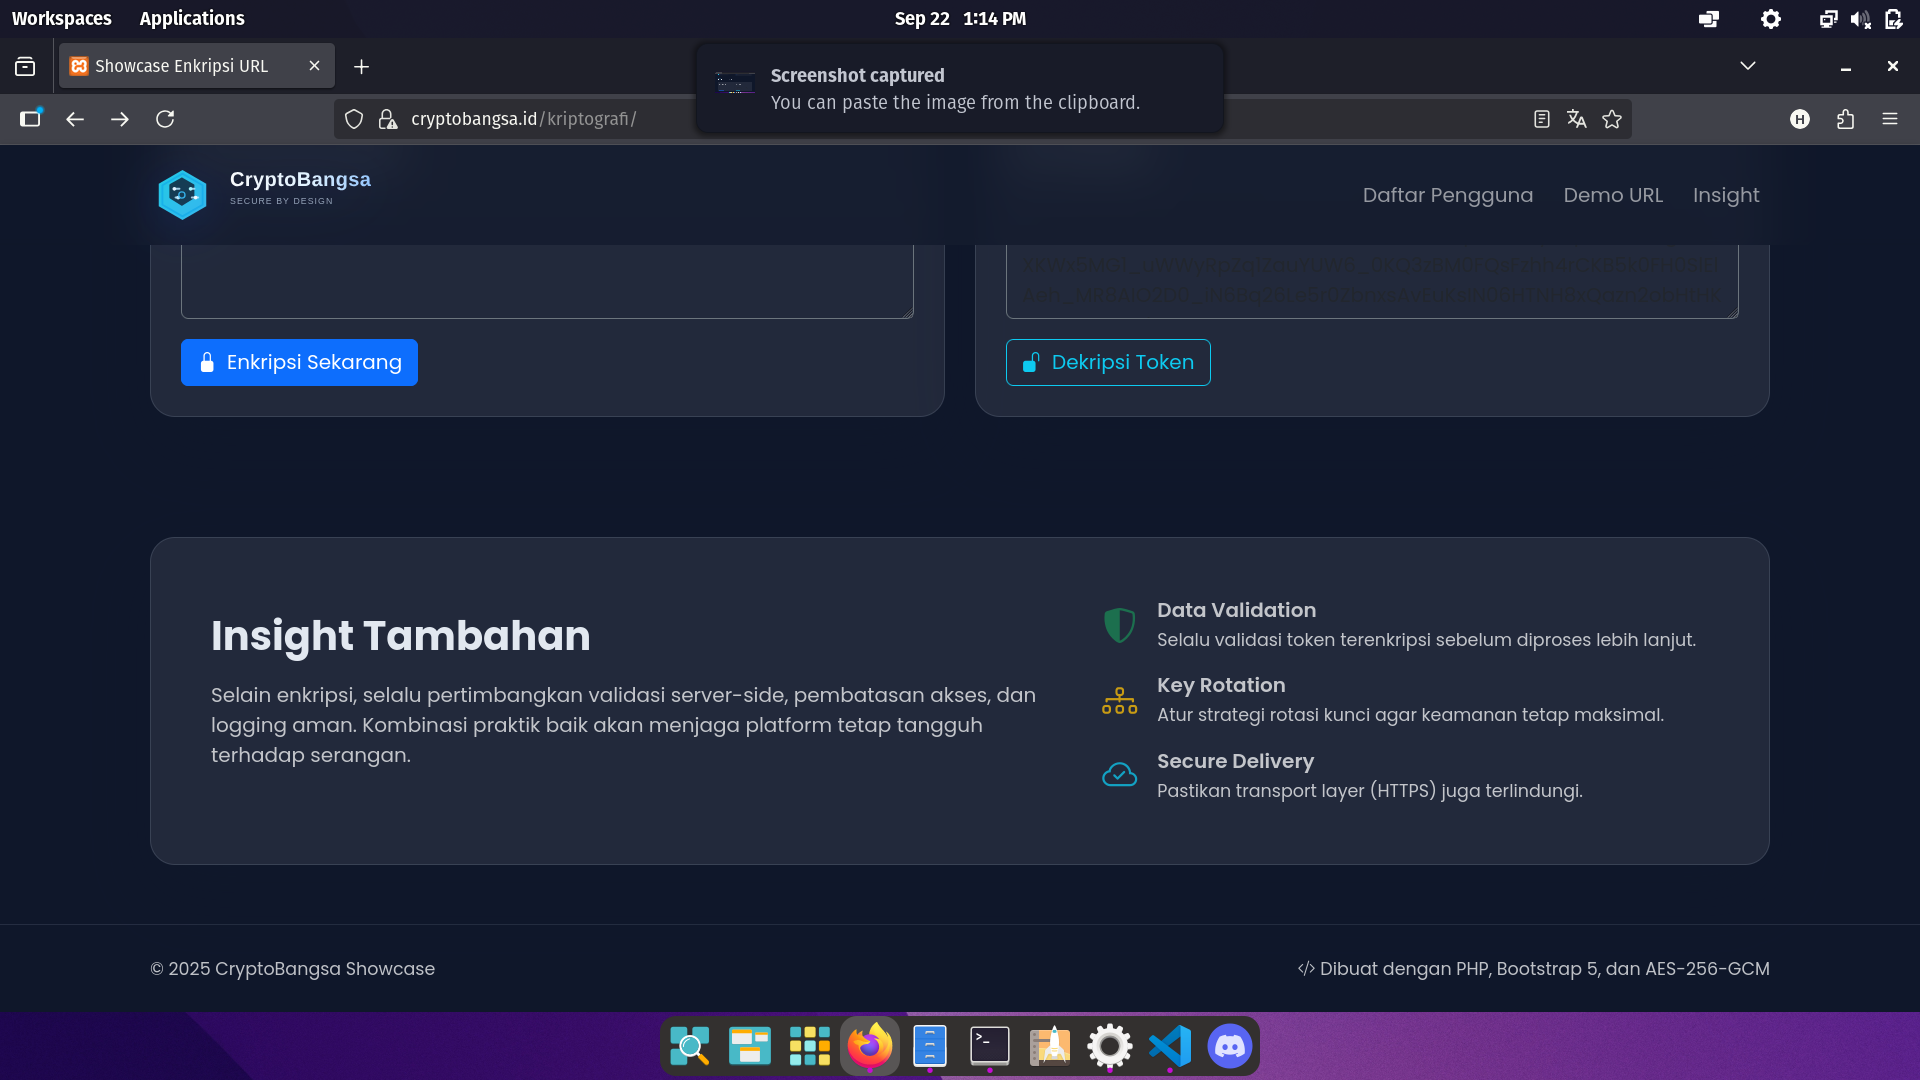 Workspaces Applications Sep 22 1:14 PM
Showcase Enkripsi URL
Screenshot captured
You can paste the image from the clipboard.
cryptobangsa.id/kriptografi/
H
CryptoBangsa
SECURE BY DESIGN
Daftar Pengguna Demo URL Insight
Enkripsi Sekarang
Dekripsi Token
Insight Tambahan
Selain enkripsi, selalu pertimbangkan validasi server-side, pembatasan akses, dan
logging aman. Kombinasi praktik baik akan menjaga platform tetap tangguh
terhadap serangan.
Data Validation
Selalu validasi token terenkripsi sebelum diproses lebih lanjut.
Key Rotation
Atur strategi rotasi kunci agar keamanan tetap maksimal.
Secure Delivery
Pastikan transport layer (HTTPS) juga terlindungi.
© 2025 CryptoBangsa Showcase
</> Dibuat dengan PHP, Bootstrap 5, dan AES-256-GCM